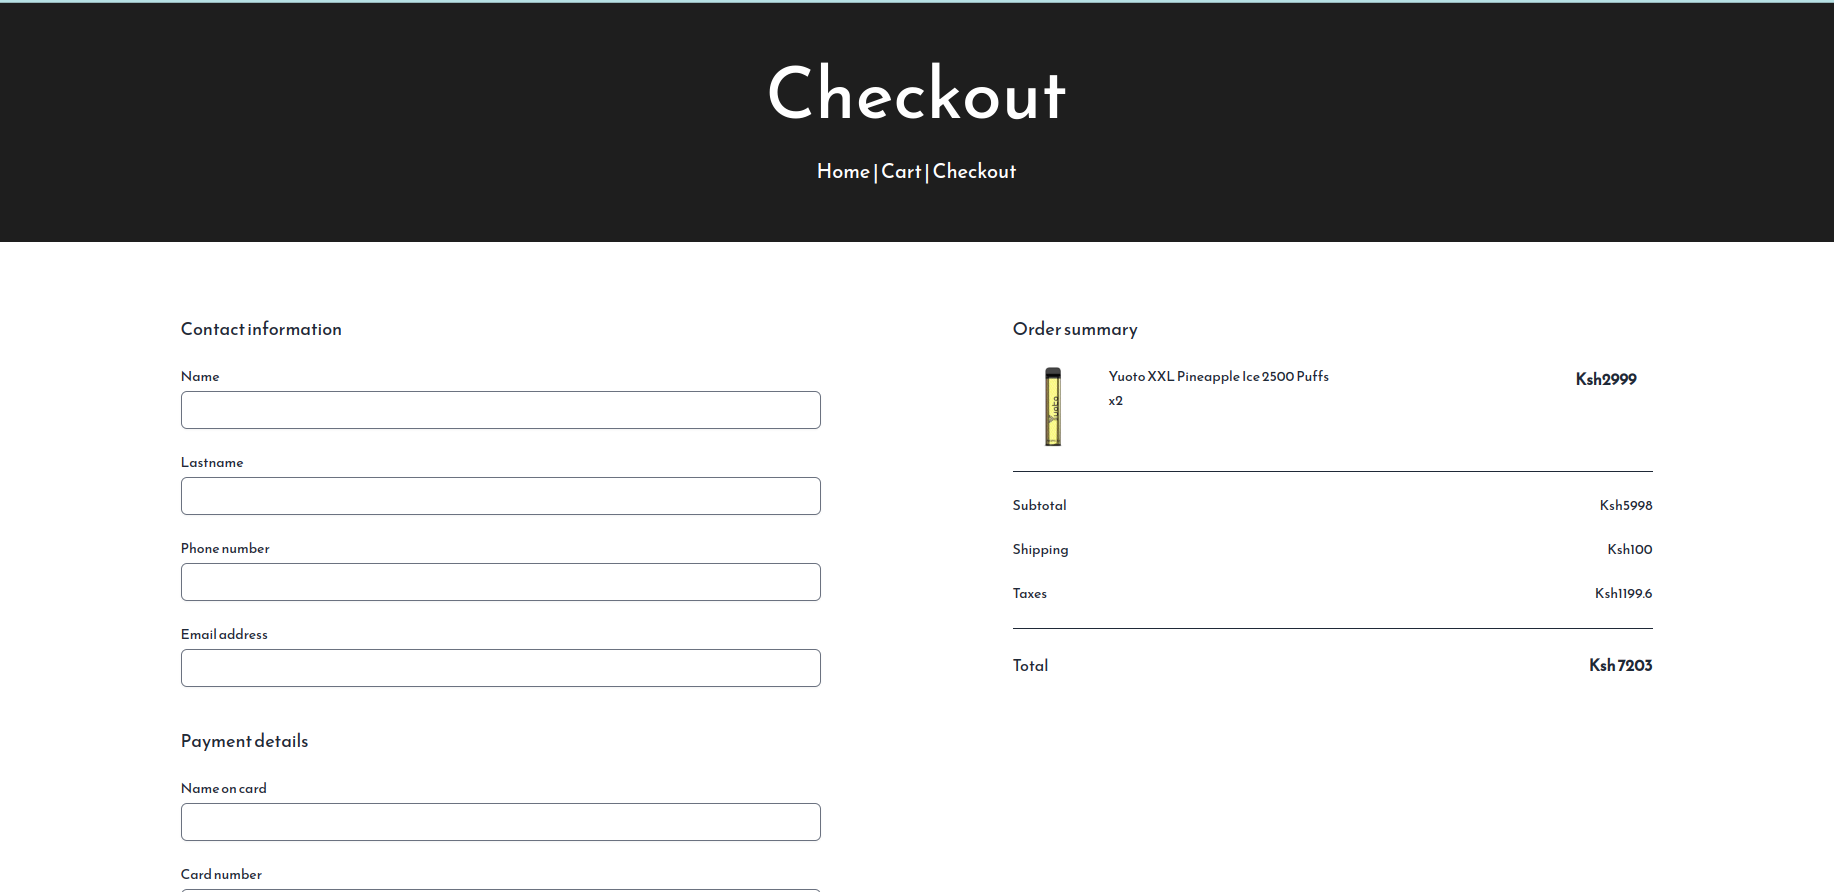 Checkout
Home | Cart | Checkout
Contact information
Name
Lastname
Phone number
Email address
Payment details
Name on card
Card number
Order summary
Yuoto
Yuoto XXL Pineapple Ice 2500 Puffs
x2
Ksh2999
Subtotal Ksh5998
Shipping Ksh100
Taxes Ksh1199.6
Total Ksh 7203